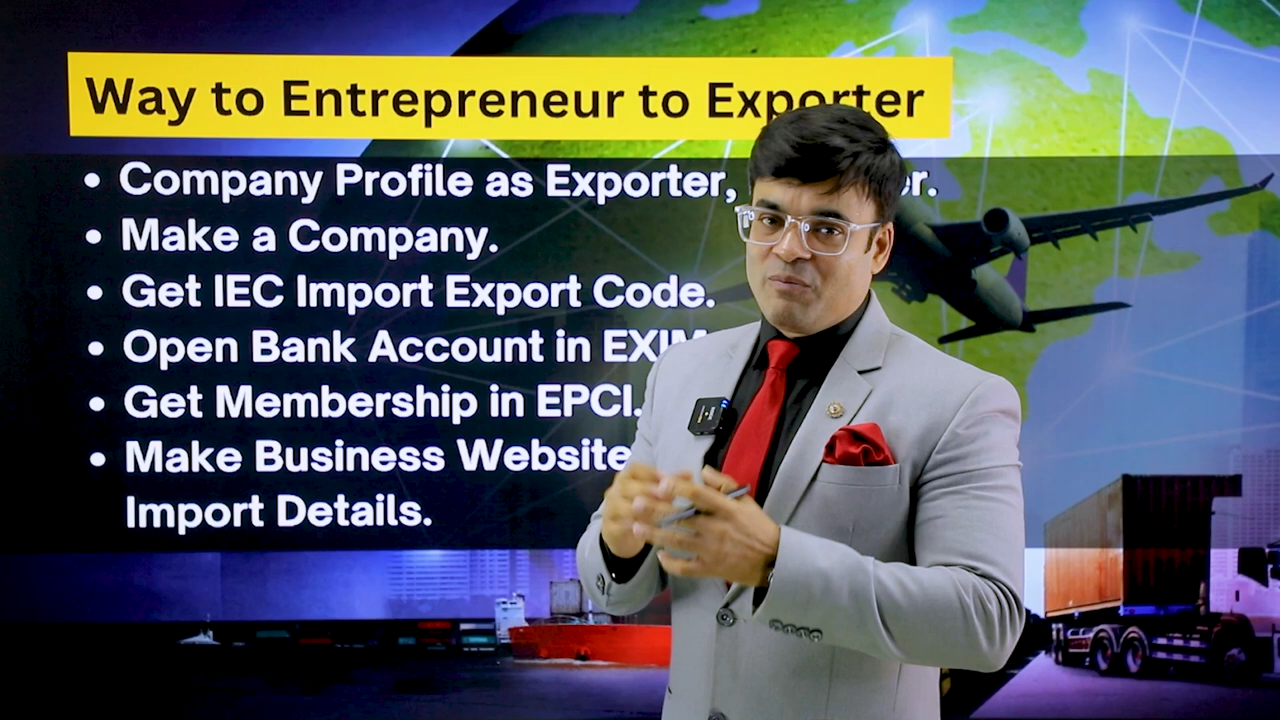 Way to Entrepreneur to Exporter
• Company Profile as Exporter,
• Make a Company.
• Get IEC Import Export Code.
• Open Bank Account in EXIM
• Get Membership in EPCI.
• Make Business Website
Import Details.